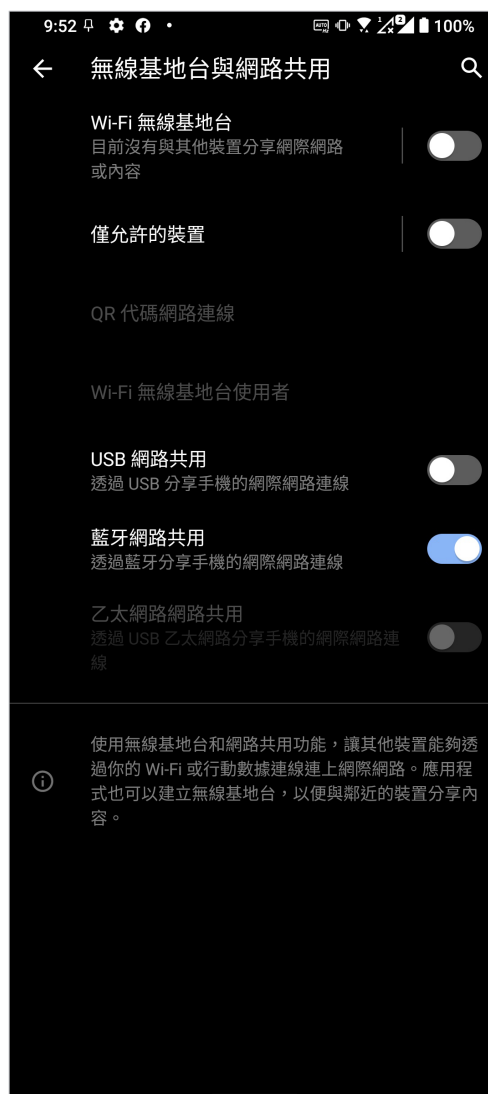 9:52 100%
無線基地台與網路共用
Wi-Fi 無線基地台
目前沒有與其他裝置分享網際網路
或內容
僅允許的裝置
QR 代碼網路連線
Wi-Fi 無線基地台使用者
USB 網路共用
透過 USB 分享手機的網際網路連線
藍牙網路共用
透過藍牙分享手機的網際網路連線
乙太網路網路共用
透過 USB 乙太網路分享手機的網際網路連
線
使用無線基地台和網路共用功能，讓其他裝置能夠透
過你的 Wi-Fi 或行動數據連線連上網際網路。應用程
式也可以建立無線基地台，以便與鄰近的裝置分享內
容。